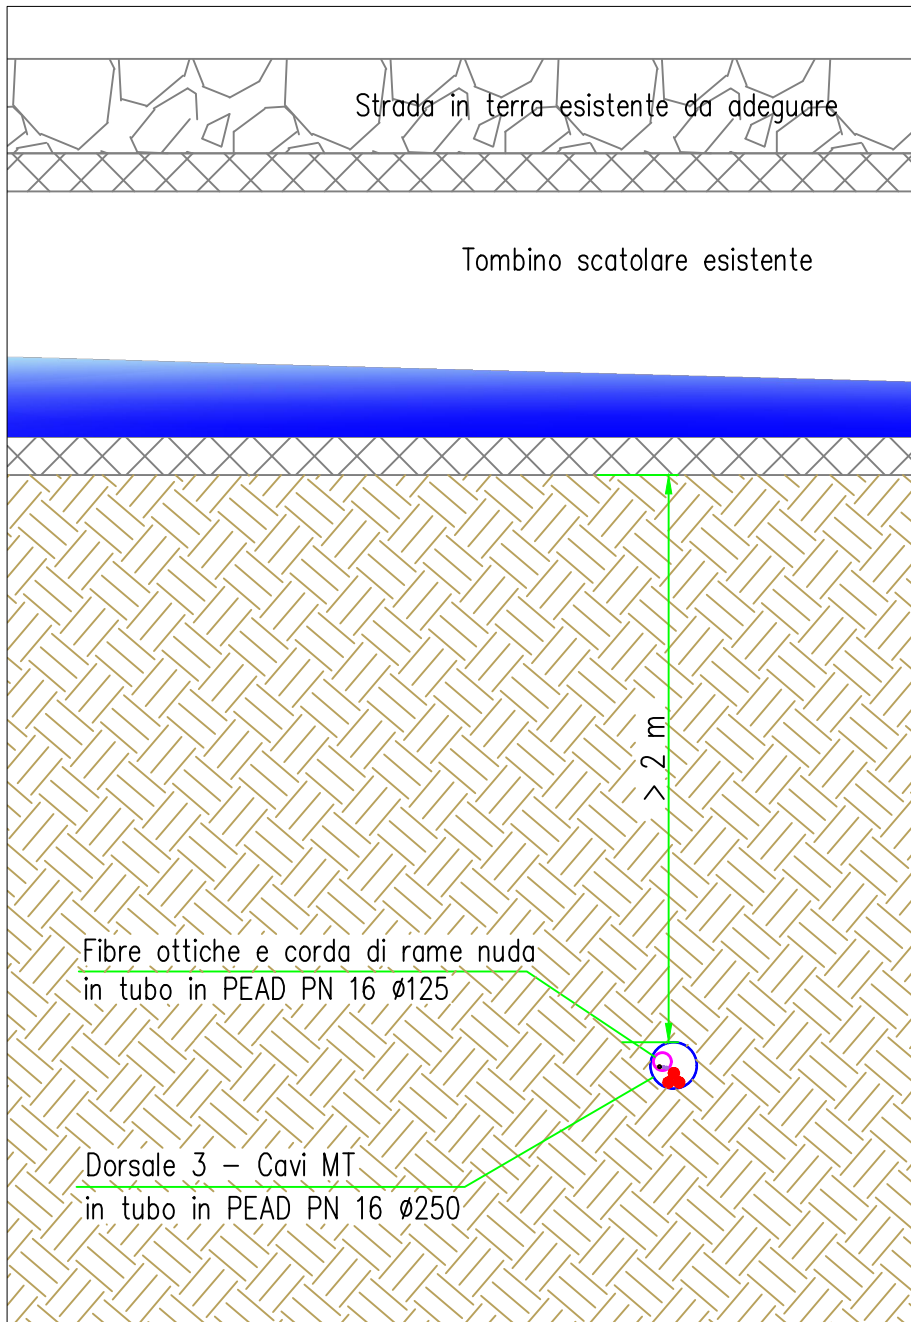 Strada in terra esistente da adeguare
Tombino scatolare esistente
> 2 m
Fibre ottiche e corda di rame nuda
in tubo in PEAD PN 16 Ø125
Dorsale 3 – Cavi MT
in tubo in PEAD PN 16 Ø250